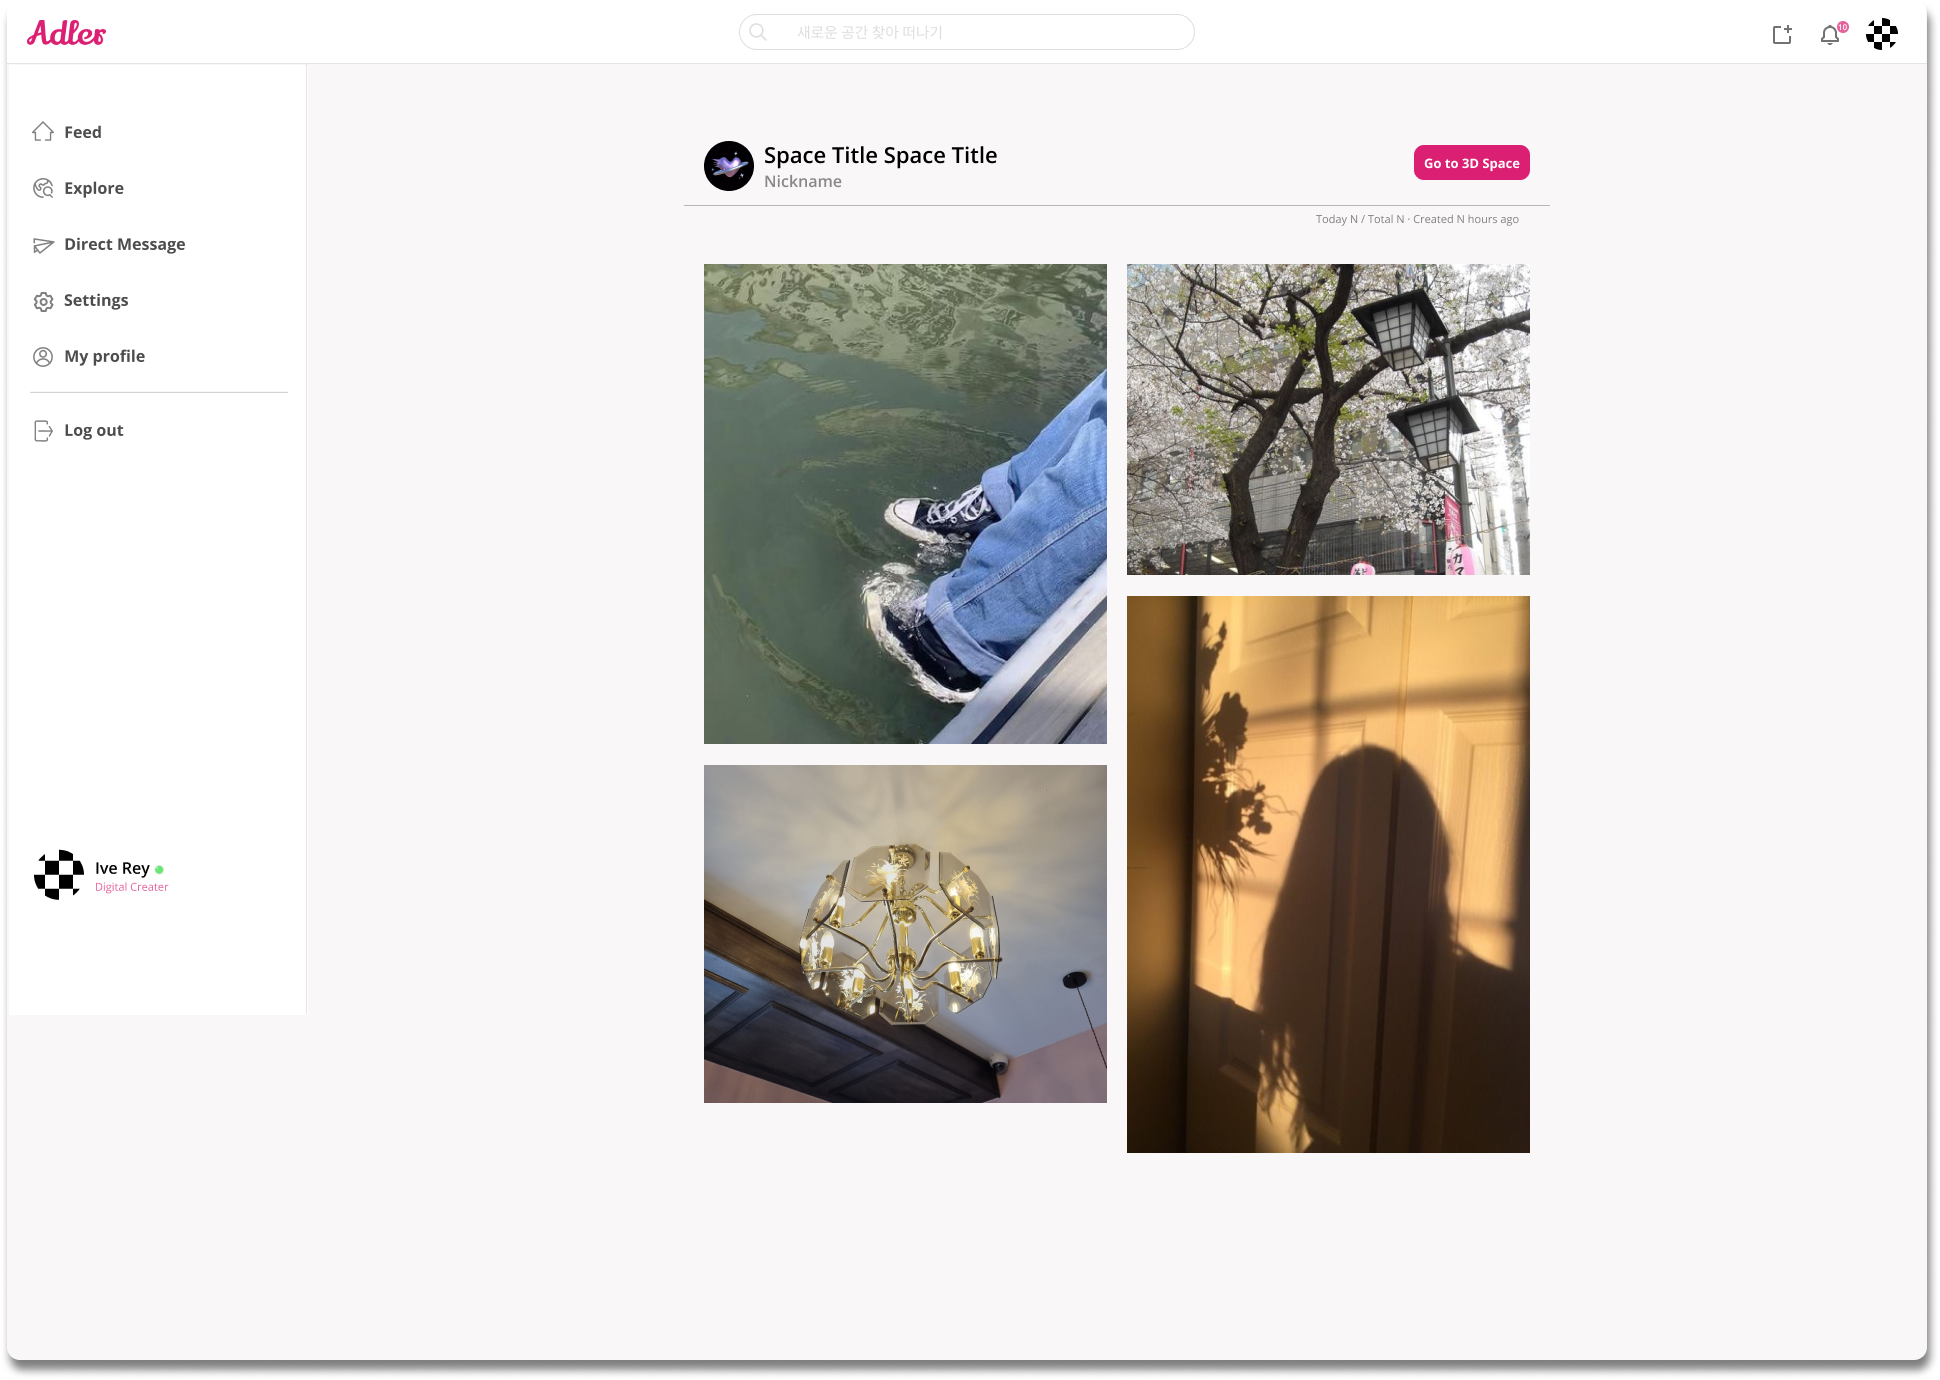 Adler
새로운 공간 찾아 떠나기
10
Feed
Explore
Direct Message
Settings
My profile
Log out
Ive Rey
Digital Creater
Space Title Space Title
Nickname
Go to 3D Space
Today N / Total N · Created N hours ago
カマ